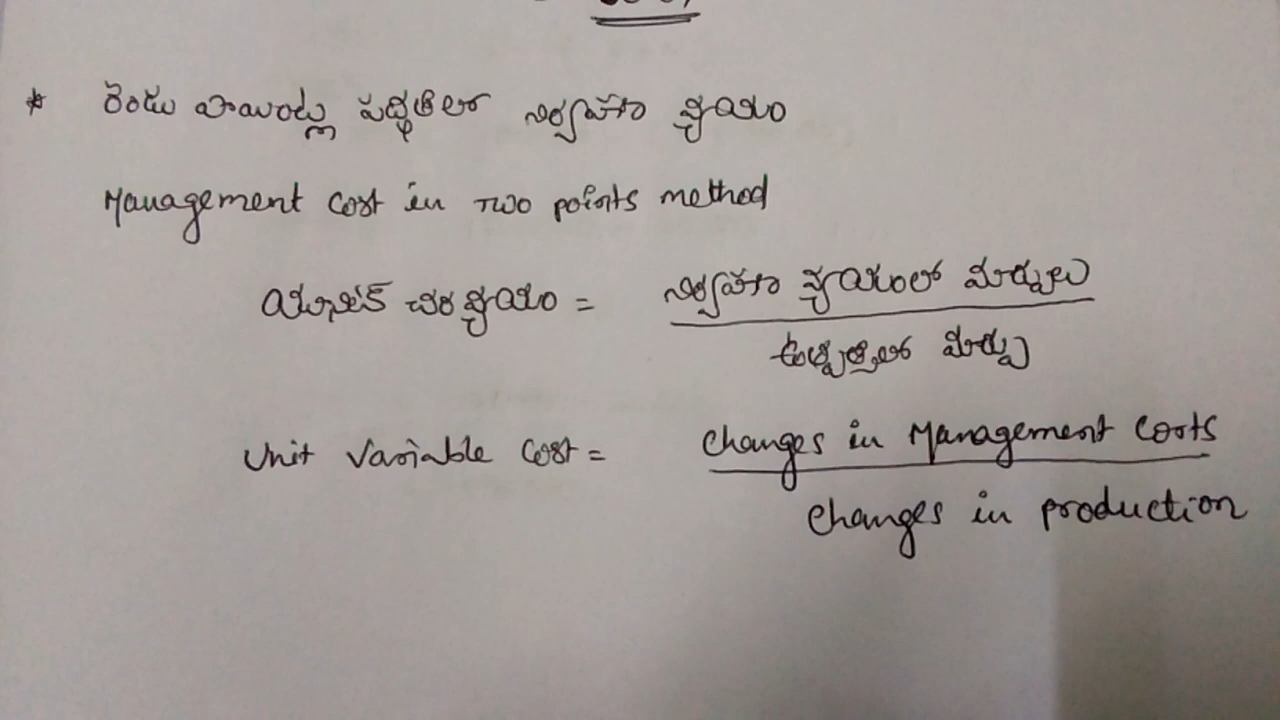 * రెండు పాయింట్ల పద్ధతిలో నిర్వహణా వ్యయం
Management cost in Two points method
యూనిట్ చర వ్యయం = నిర్వహణా వ్యయంలో మార్పులు
ఉత్పత్తిలో మార్పు
Unit Variable Cost = Changes in Management Costs
Changes in production